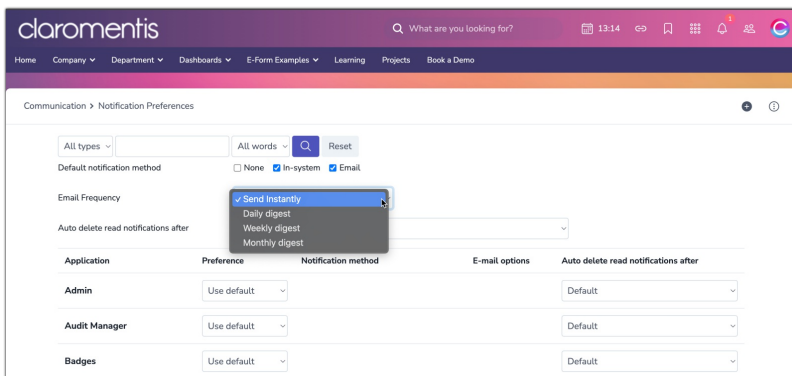 claromentis
What are you looking for?
13:14
1
Home Company Department Dashboards E-Form Examples Learning Projects Book a Demo
Communication > Notification Preferences
All types All words Reset
Default notification method None In-system Email
Email Frequency Send Instantly
Daily digest
Weekly digest
Monthly digest
Auto delete read notifications after
Application Preference Notification method E-mail options Auto delete read notifications after
Admin Use default Default
Audit Manager Use default Default
Badges Use default Default